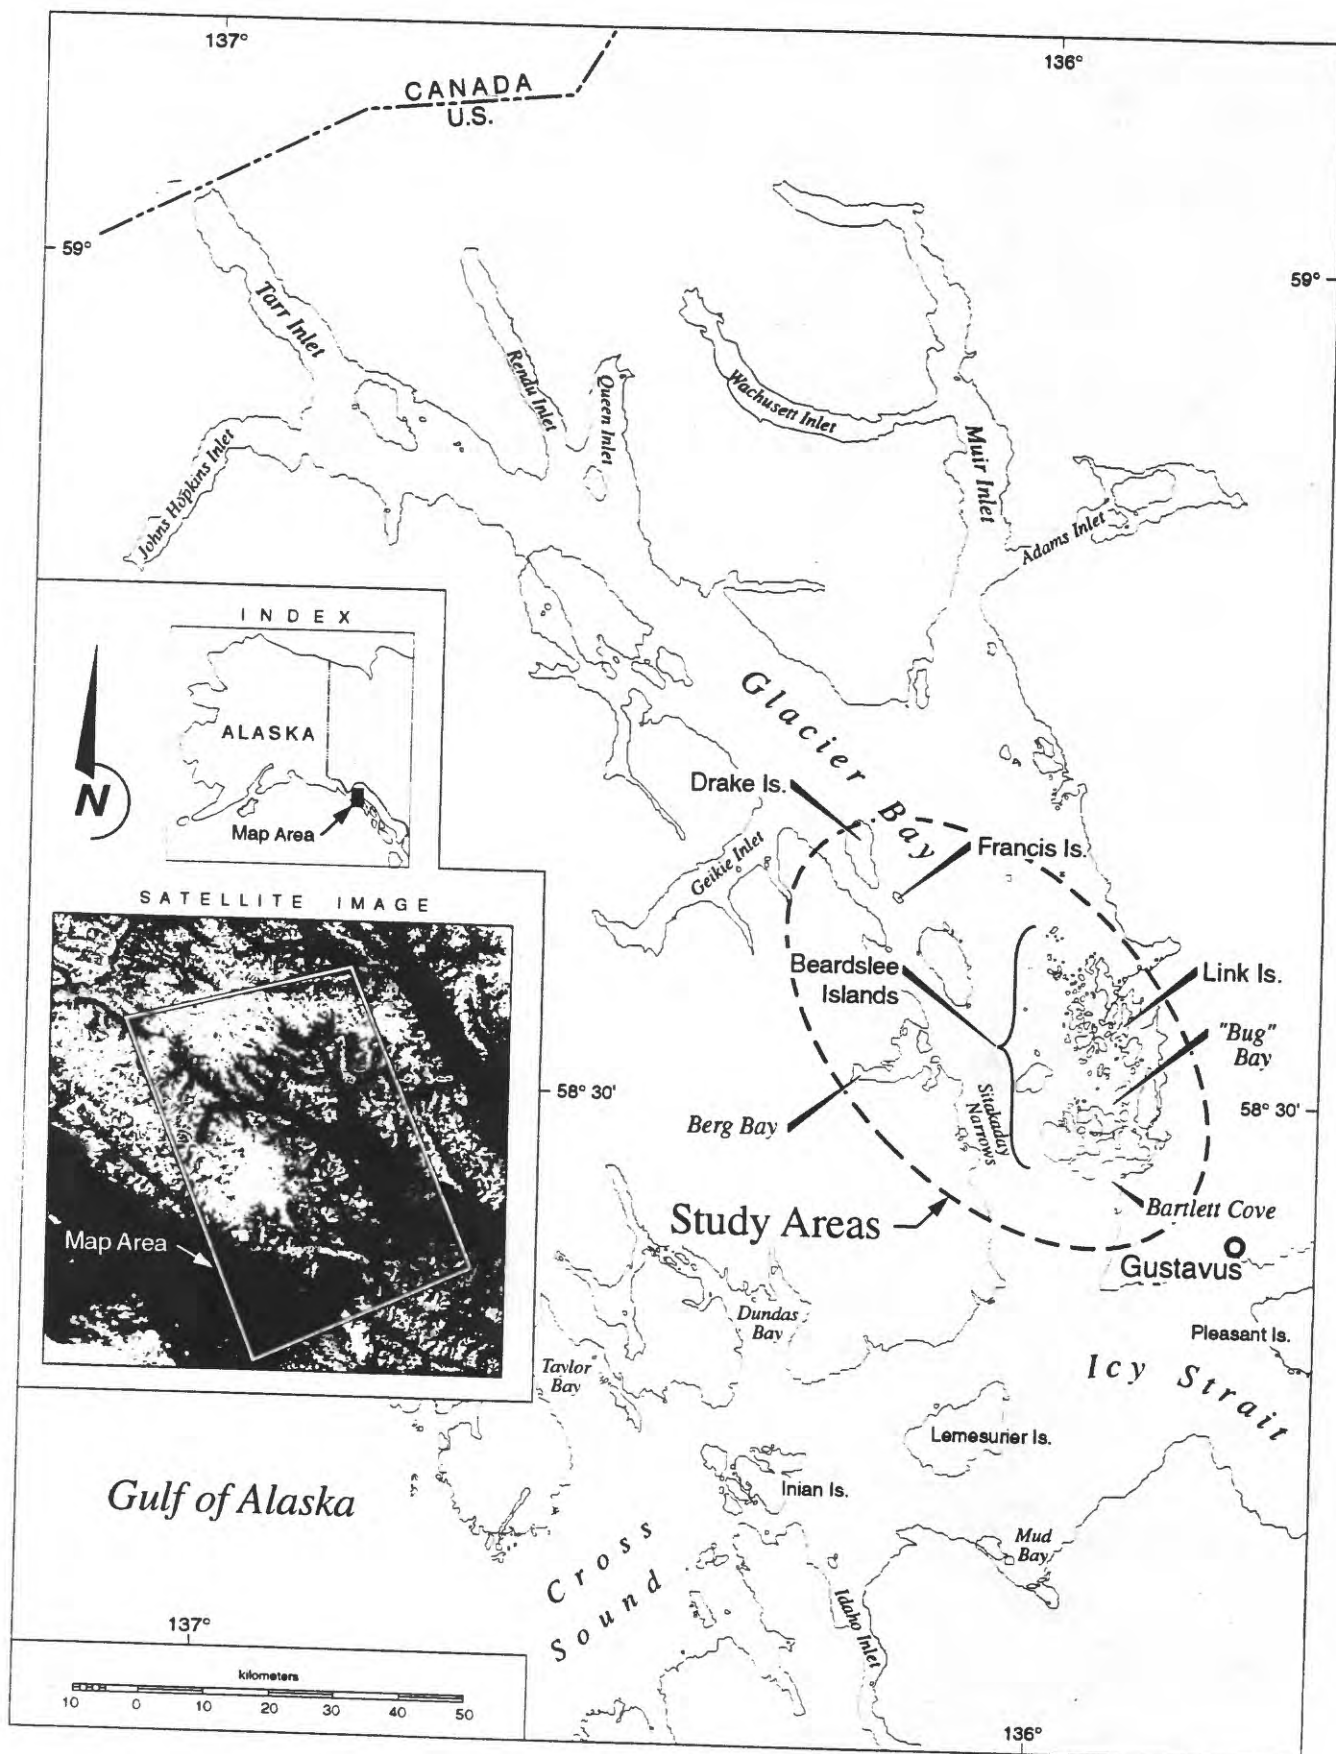 137°
136°
CANADA
U.S.
59°
59°
Tarr Inlet
Rendu Inlet
Queen Inlet
Wachusett Inlet
Muir Inlet
Johns Hopkins Inlet
Adams Inlet
INDEX
ALASKA
Map Area
N
Glacier Bay
Drake Is.
Francis Is.
Geikie Inlet
SATELLITE IMAGE
Map Area
Beardslee
Islands
Link Is.
"Bug"
Bay
58° 30'
58° 30'
Berg Bay
Sitakaday
Narrows
Study Areas
Bartlett Cove
Gustavus
Dundas
Bay
Pleasant Is.
Taylor
Bay
Icy Strait
Lemesurier Is.
Gulf of Alaska
Inian Is.
Cross
Sound
Mud
Bay
Idaho Inlet
137°
kilometers
10 0 10 20 30 40 50
136°